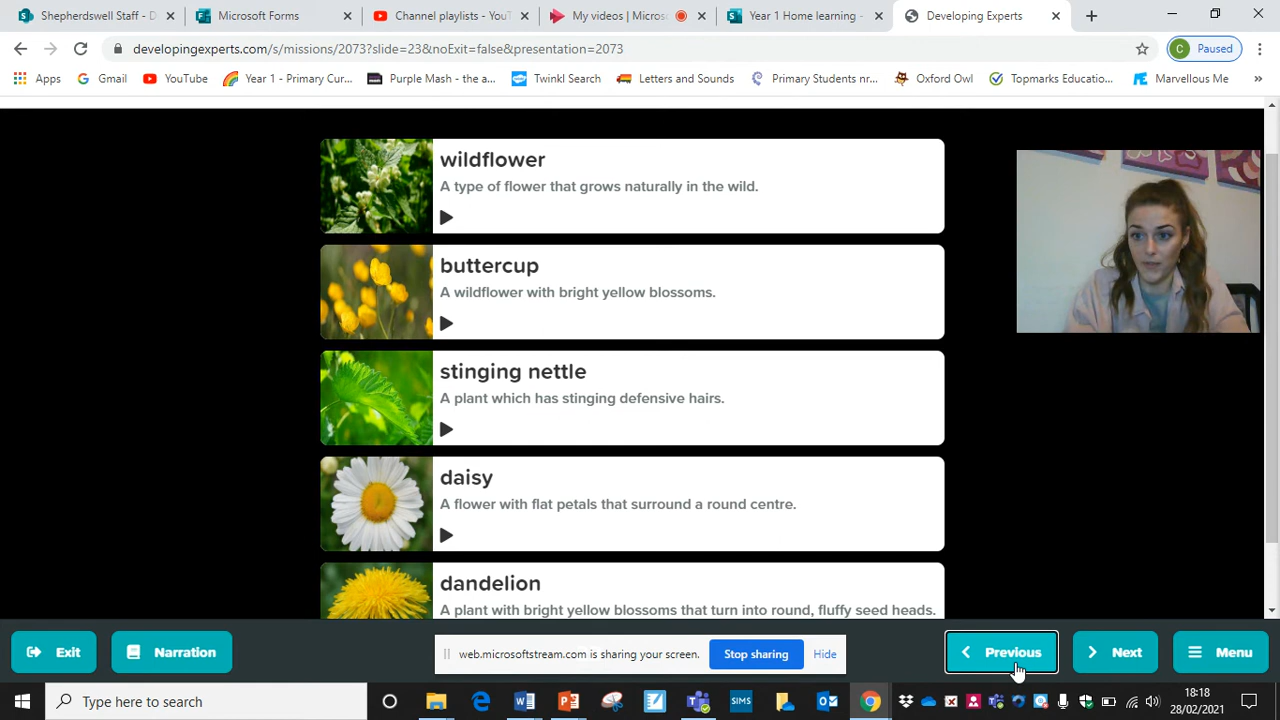 Shepherdswell Staff - D
Microsoft Forms
Channel playlists - YouT
My videos | Micros
Year 1 Home learning -
Developing Experts
developingexperts.com/s/missions/2073?slide=23&noExit=false&presentation=2073
C Paused
Apps
Gmail
YouTube
Year 1 - Primary Cur...
Purple Mash - the a...
Twinkl Search
Letters and Sounds
Primary Students nr...
Oxford Owl
Topmarks Educatio...
Marvellous Me
»
wildflower
A type of flower that grows naturally in the wild.
buttercup
A wildflower with bright yellow blossoms.
stinging nettle
A plant which has stinging defensive hairs.
daisy
A flower with flat petals that surround a round centre.
dandelion
A plant with bright yellow blossoms that turn into round, fluffy seed heads.
Exit
Narration
web.microsoftstream.com is sharing your screen.
Stop sharing
Hide
Previous
Next
Menu
Type here to search
SIMS
18:18
28/02/2021